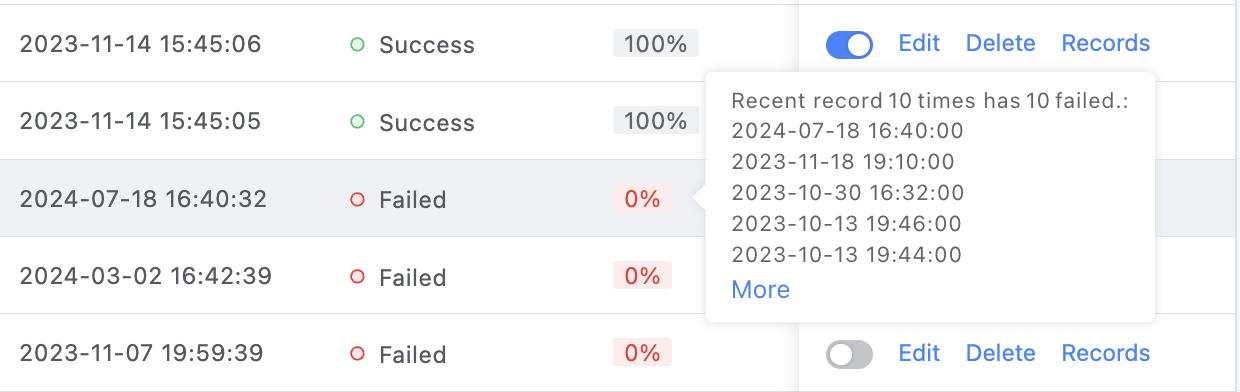 2023-11-14 15:45:06 Success 100% Edit Delete Records
2023-11-14 15:45:05 Success 100%
2024-07-18 16:40:32 Failed 0%
2024-03-02 16:42:39 Failed 0%
2023-11-07 19:59:39 Failed 0% Edit Delete Records
Recent record 10 times has 10 failed.:
2024-07-18 16:40:00
2023-11-18 19:10:00
2023-10-30 16:32:00
2023-10-13 19:46:00
2023-10-13 19:44:00
More